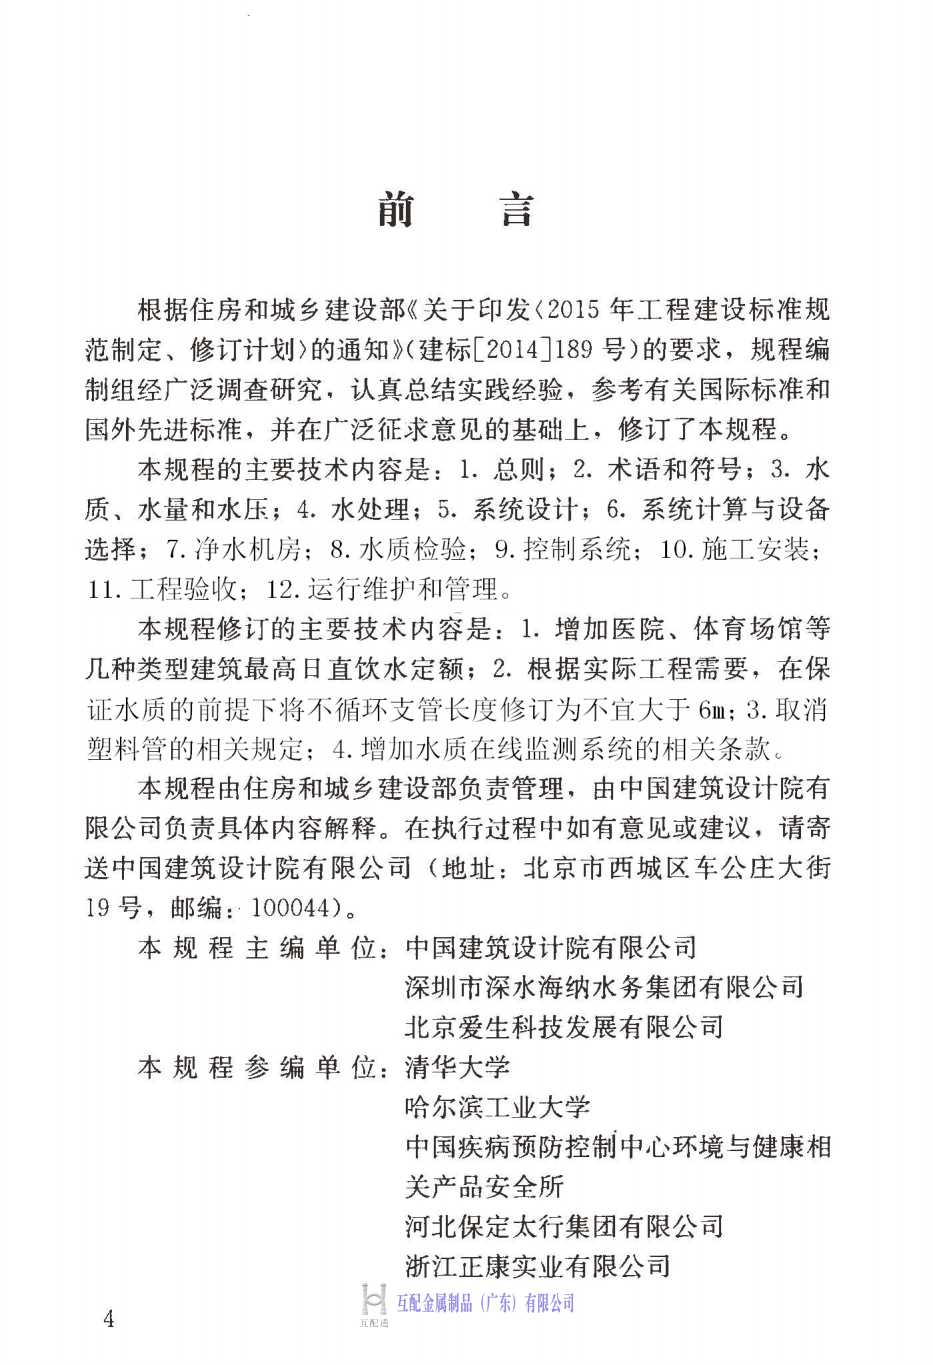 前 言
根据住房和城乡建设部《关于印发〈2015 年工程建设标准规
范制定、修订计划〉的通知》(建标[2014]189 号)的要求，规程编
制组经广泛调查研究，认真总结实践经验，参考有关国际标准和
国外先进标准，并在广泛征求意见的基础上，修订了本规程。
本规程的主要技术内容是：1. 总则；2. 术语和符号；3. 水
质、水量和水压；4. 水处理；5. 系统设计；6. 系统计算与设备
选择；7. 净水机房；8. 水质检验；9. 控制系统；10. 施工安装；
11. 工程验收；12. 运行维护和管理。
本规程修订的主要技术内容是：1. 增加医院、体育场馆等
几种类型建筑最高日直饮水定额；2. 根据实际工程需要，在保
证水质的前提下将不循环支管长度修订为不宜大于 6m；3. 取消
塑料管的相关规定；4. 增加水质在线监测系统的相关条款。
本规程由住房和城乡建设部负责管理，由中国建筑设计院有
限公司负责具体内容解释。在执行过程中如有意见或建议，请寄
送中国建筑设计院有限公司（地址：北京市西城区车公庄大街
19 号，邮编：100044）。
本规程主编单位：中国建筑设计院有限公司
深圳市深水海纳水务集团有限公司
北京爱生科技发展有限公司
本规程参编单位：清华大学
哈尔滨工业大学
中国疾病预防控制中心环境与健康相
关产品安全所
河北保定太行集团有限公司
浙江正康实业有限公司
互配通 互配金属制品（广东）有限公司
4